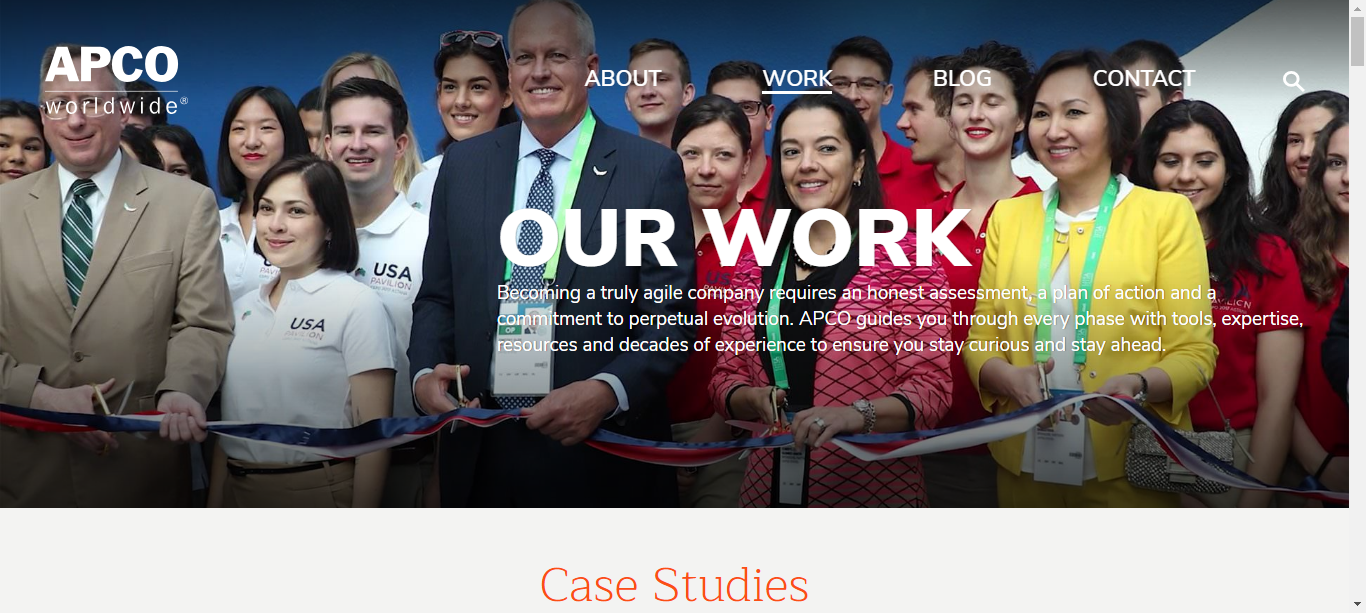 APCO
worldwide®
ABOUT
WORK
BLOG
CONTACT
OUR WORK
Becoming a truly agile company requires an honest assessment, a plan of action and a
commitment to perpetual evolution. APCO guides you through every phase with tools, expertise,
resources and decades of experience to ensure you stay curious and stay ahead.
USA
PAVILION
USA
PAVILION
Case Studies